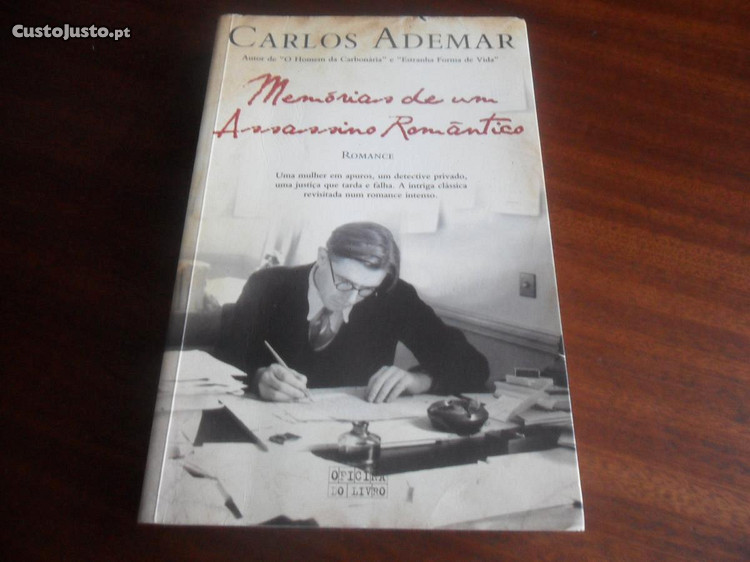 CustoJusto.pt
CARLOS ADEMAR
Autor de "O Homem da Carbonária" e "Estranha Forma de Vida"
Memórias de um
Assassino Romântico
ROMANCE
Uma mulher em apuros, um detective privado,
uma justiça que tarda e falha. A intriga clássica
revisitada num romance intenso.
OFICINA
DO LIVRO